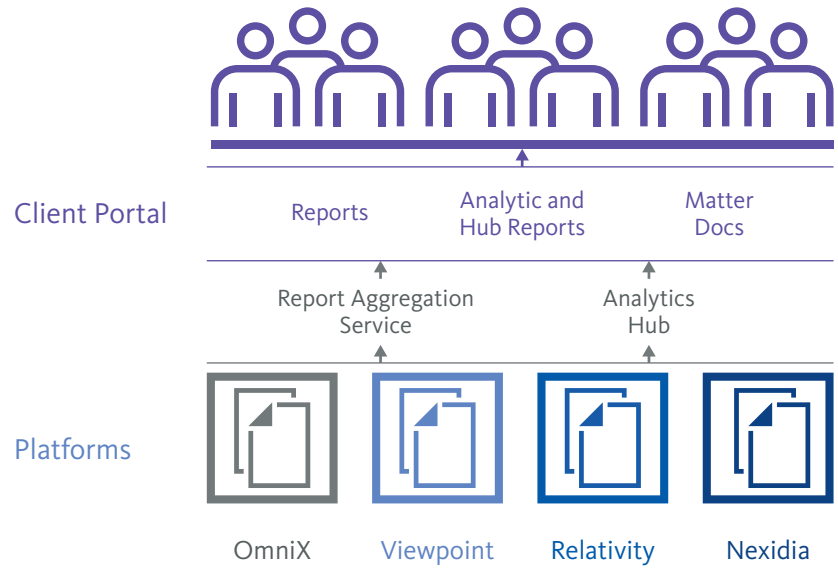 Client Portal
Reports
Analytic and
Hub Reports
Matter
Docs
Report Aggregation
Service
Analytics
Hub
Platforms
OmniX
Viewpoint
Relativity
Nexidia